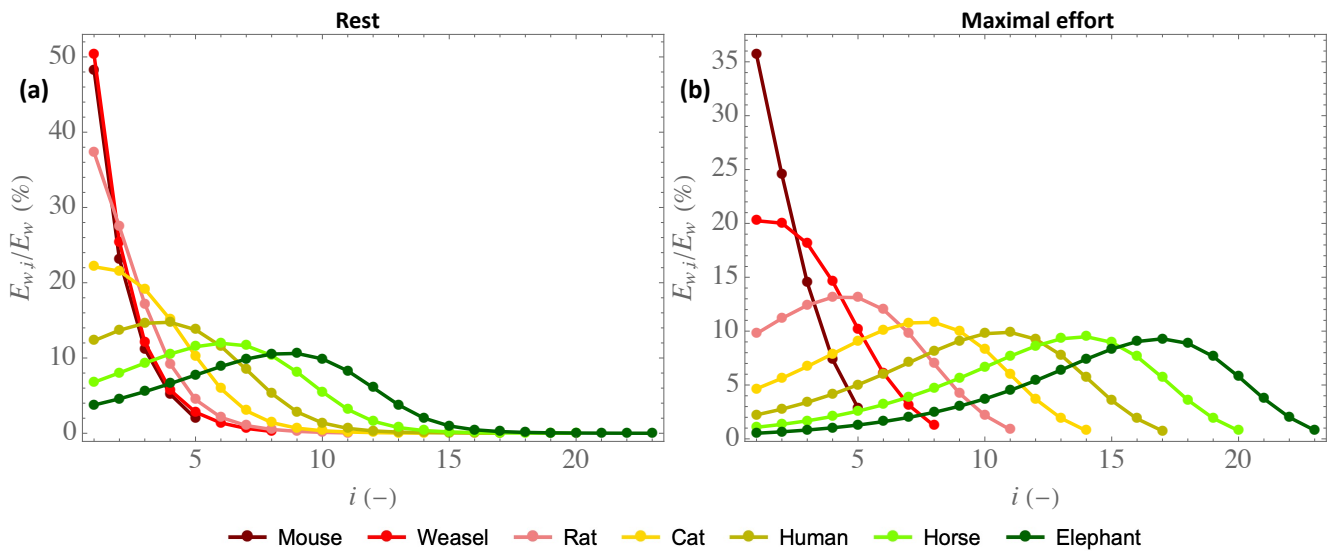 Rest
Maximal effort
(a)
(b)
50
40
30
20
10
0
35
30
25
20
15
10
5
0
E_{w,i}/E_w (%)
E_{w,i}/E_w (%)
5
10
15
20
5
10
15
20
i (−)
i (−)
Mouse
Weasel
Rat
Cat
Human
Horse
Elephant